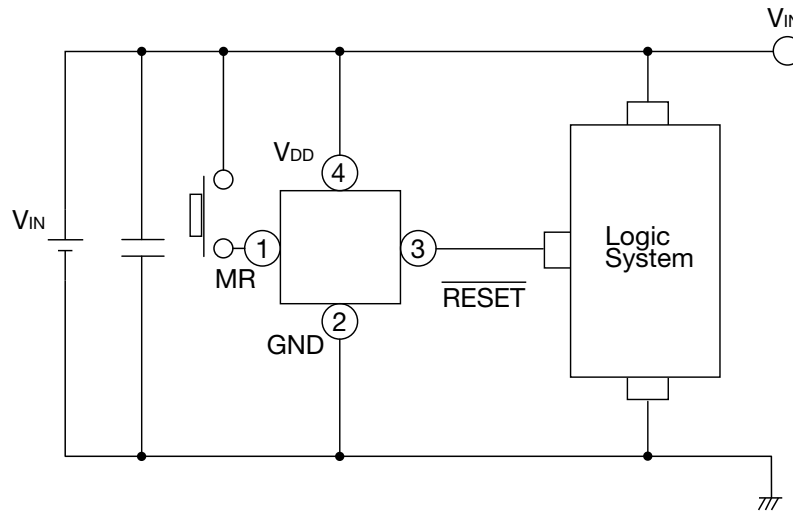 VIN
VDD
4
VIN
1
3
Logic
System
MR
RESET
2
GND